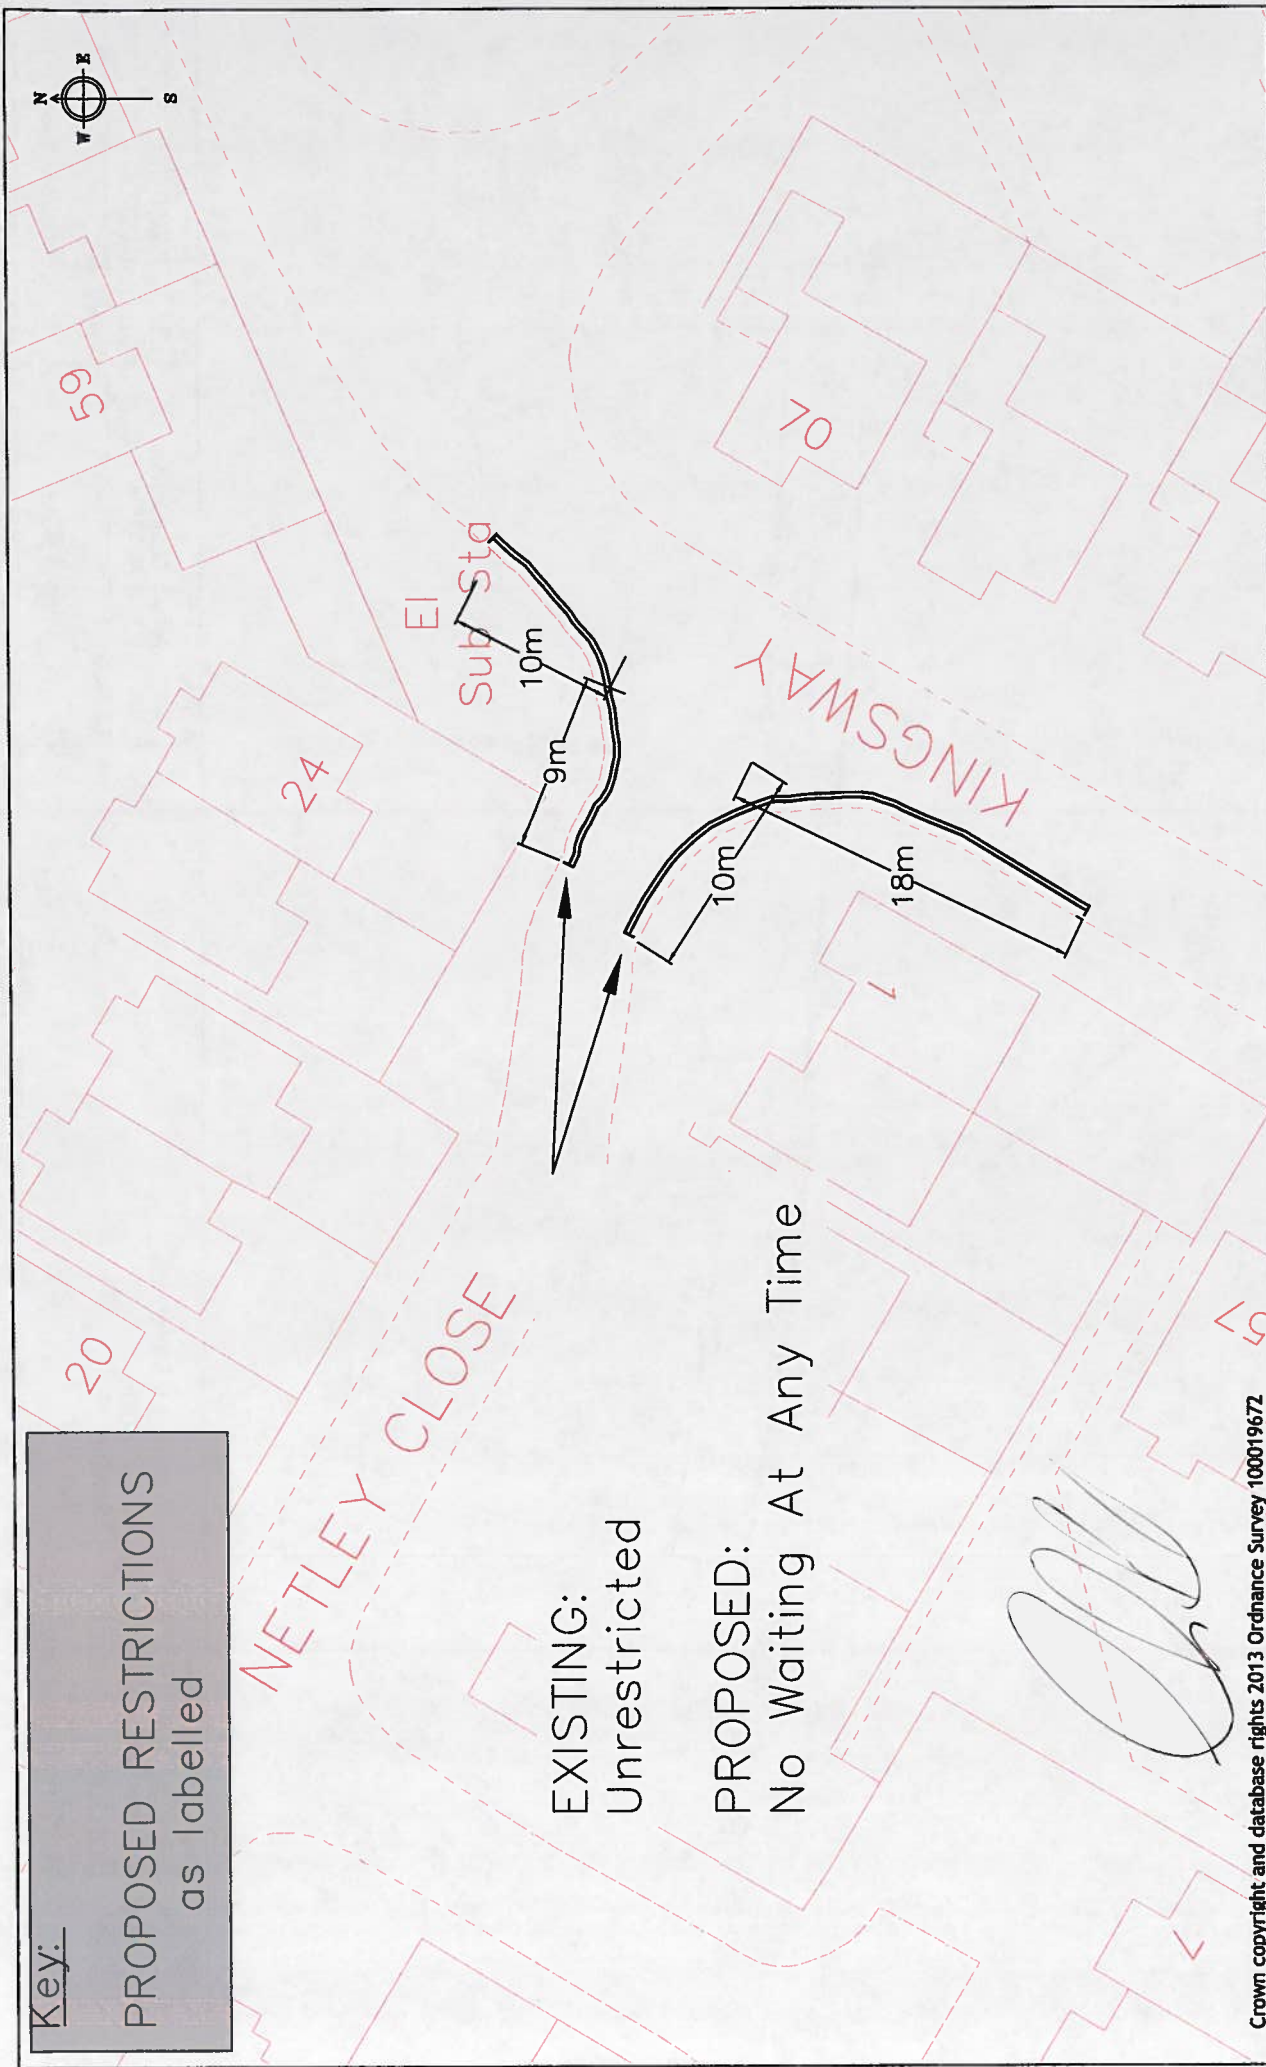 Key:
PROPOSED RESTRICTIONS
as labelled
N
W
E
S
59
20
24
El
Sub Sta
10m
9m
70
NETLEY CLOSE
KINGSWAY
10m
18m
1
EXISTING:
Unrestricted
PROPOSED:
No Waiting At Any Time
57
7
Crown copyright and database rights 2013 Ordnance Survey 100019672